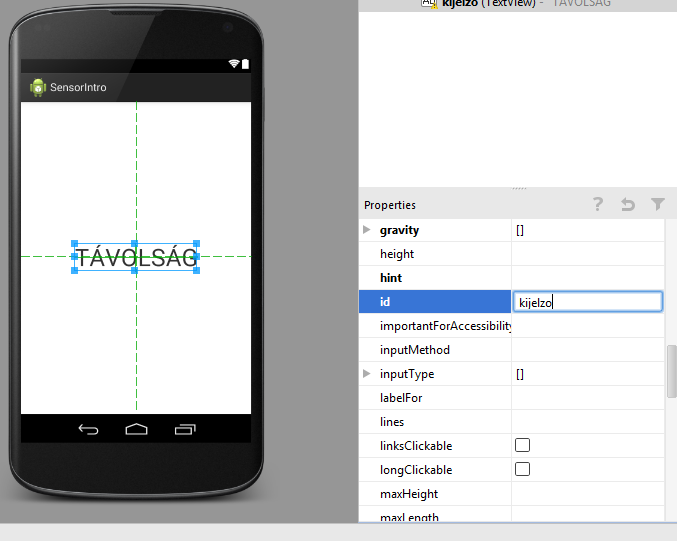 SensorIntro
TÁVOLSÁG
kijelzo (TextView) - TÁVOLSÁG
Properties
?
gravity []
height
hint
id kijelzo
importantForAccessibility
inputMethod
inputType []
labelFor
lines
linksClickable
longClickable
maxHeight
maxLength